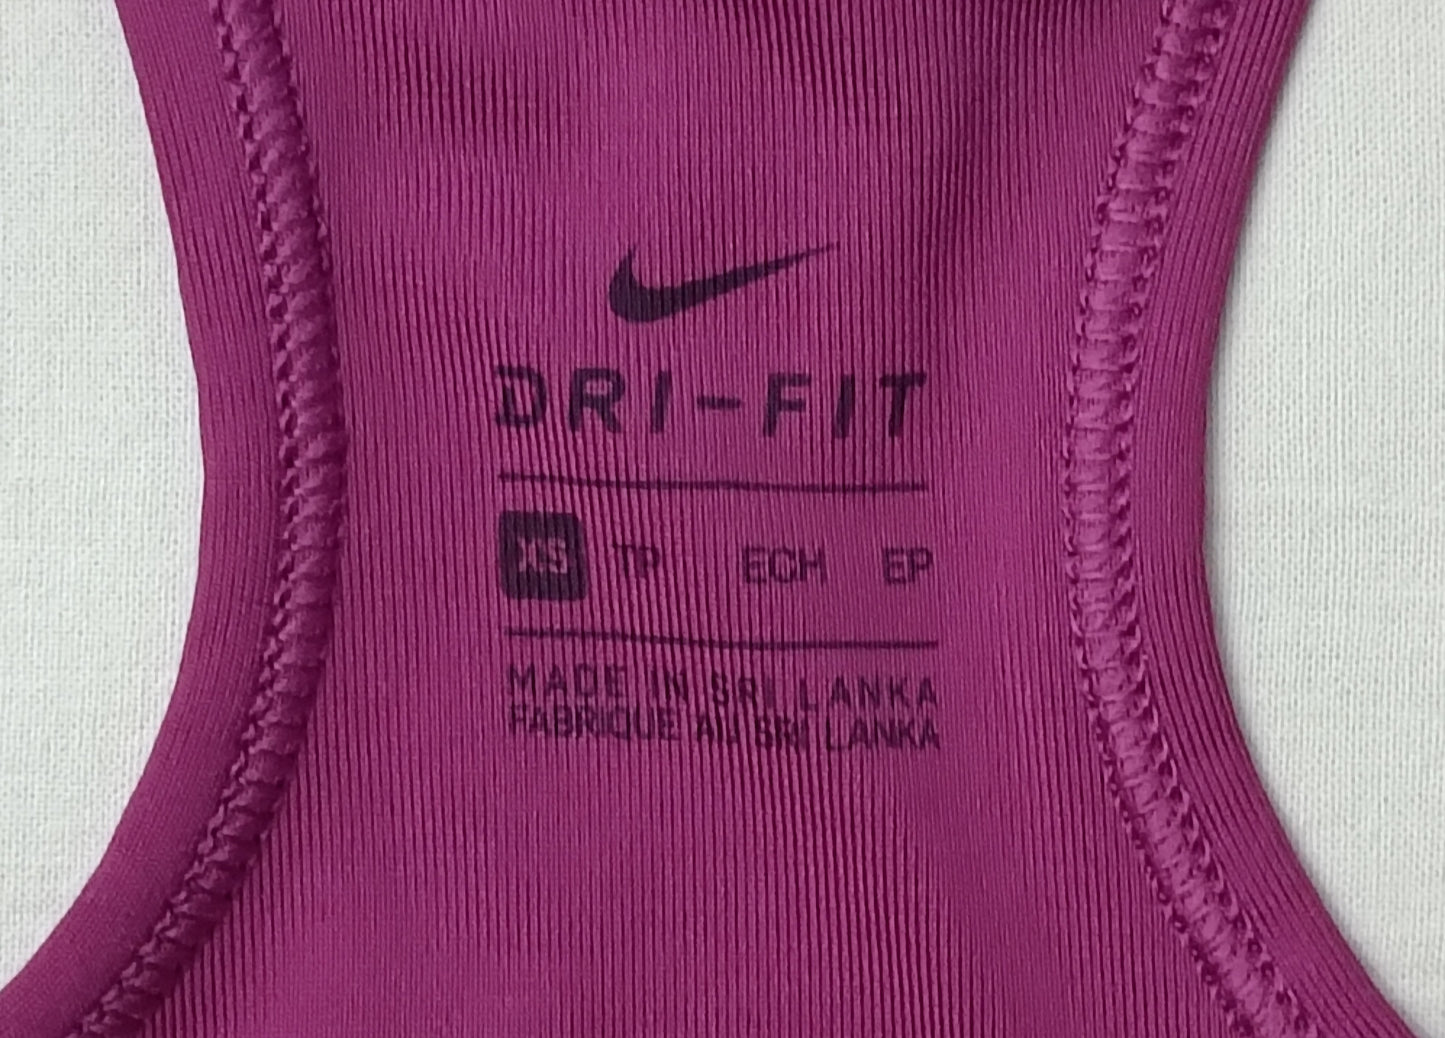 DRI-FIT
XS TP ECH EP
MADE IN SRI LANKA
FABRIQUE AU SRI LANKA